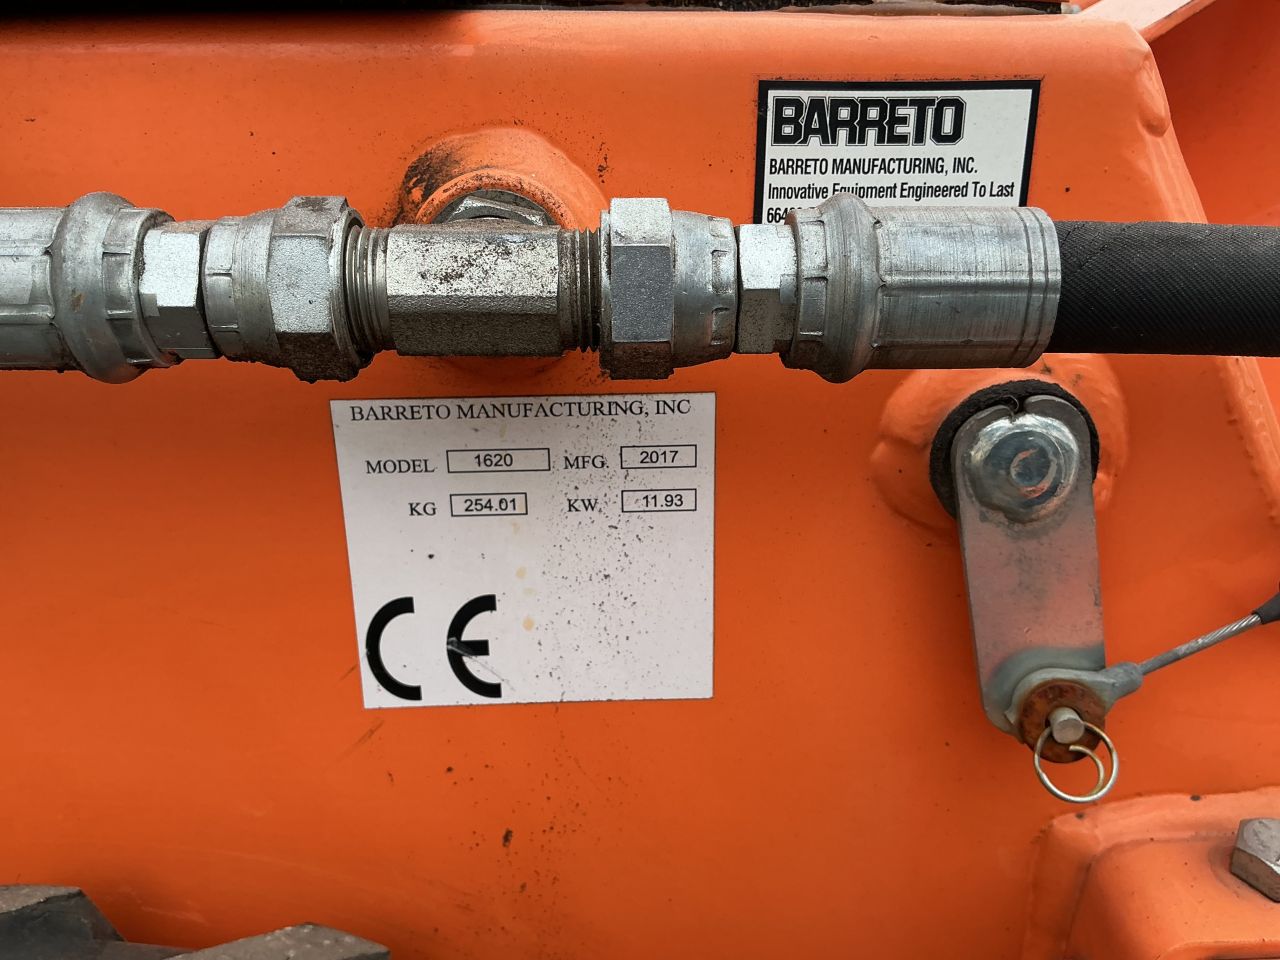 BARRETO
BARRETO MANUFACTURING, INC.
Innovative Equipment Engineered To Last
BARRETO MANUFACTURING, INC
MODEL 1620 MFG. 2017
KG 254.01 KW 11.93
CE